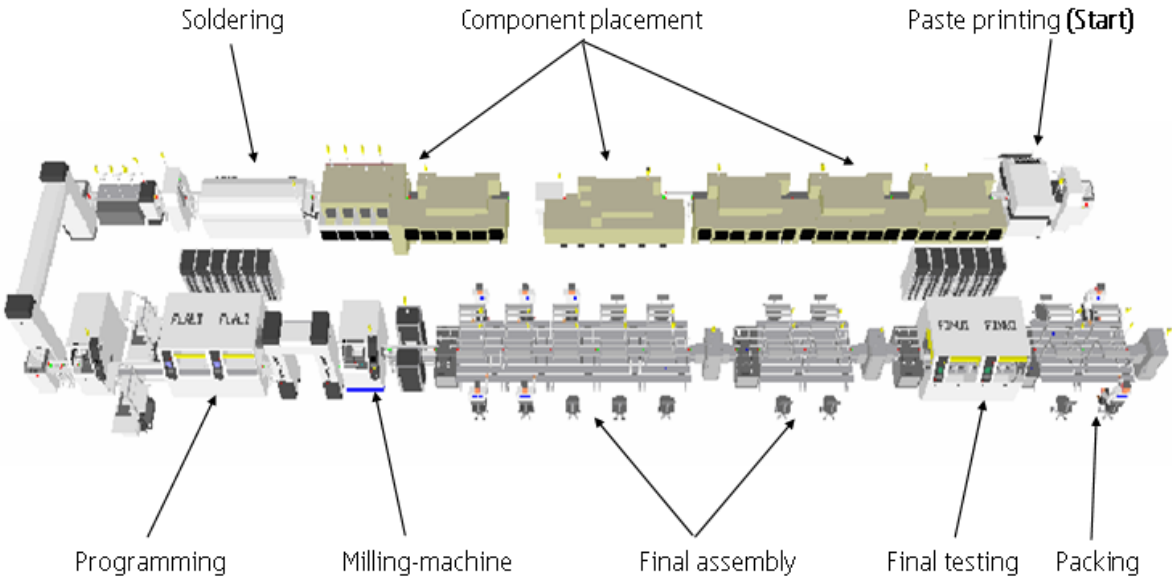 Soldering
Component placement
Paste printing (Start)
Programming
Milling-machine
Final assembly
Final testing
Packing